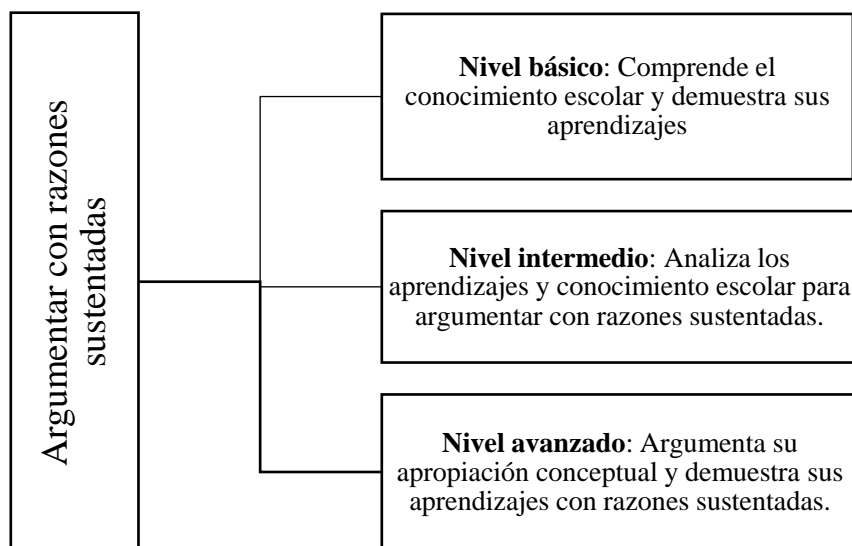 Argumentar con razones
sustentadas
Nivel básico: Comprende el
conocimiento escolar y demuestra sus
aprendizajes
Nivel intermedio: Analiza los
aprendizajes y conocimiento escolar para
argumentar con razones sustentadas.
Nivel avanzado: Argumenta su
apropiación conceptual y demuestra sus
aprendizajes con razones sustentadas.